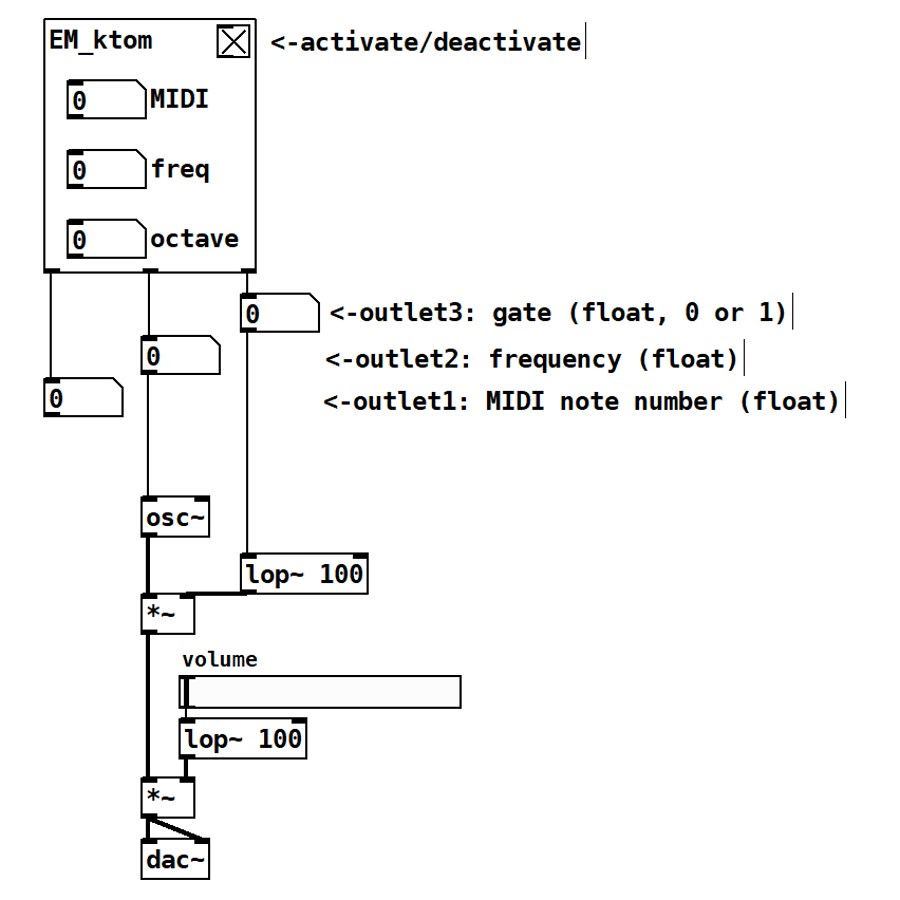 EM_ktom
<-activate/deactivate
0 MIDI
0 freq
0 octave
0 <-outlet3: gate (float, 0 or 1)
0 <-outlet2: frequency (float)
0 <-outlet1: MIDI note number (float)
osc~
lop~ 100
*~
volume
lop~ 100
*~
dac~